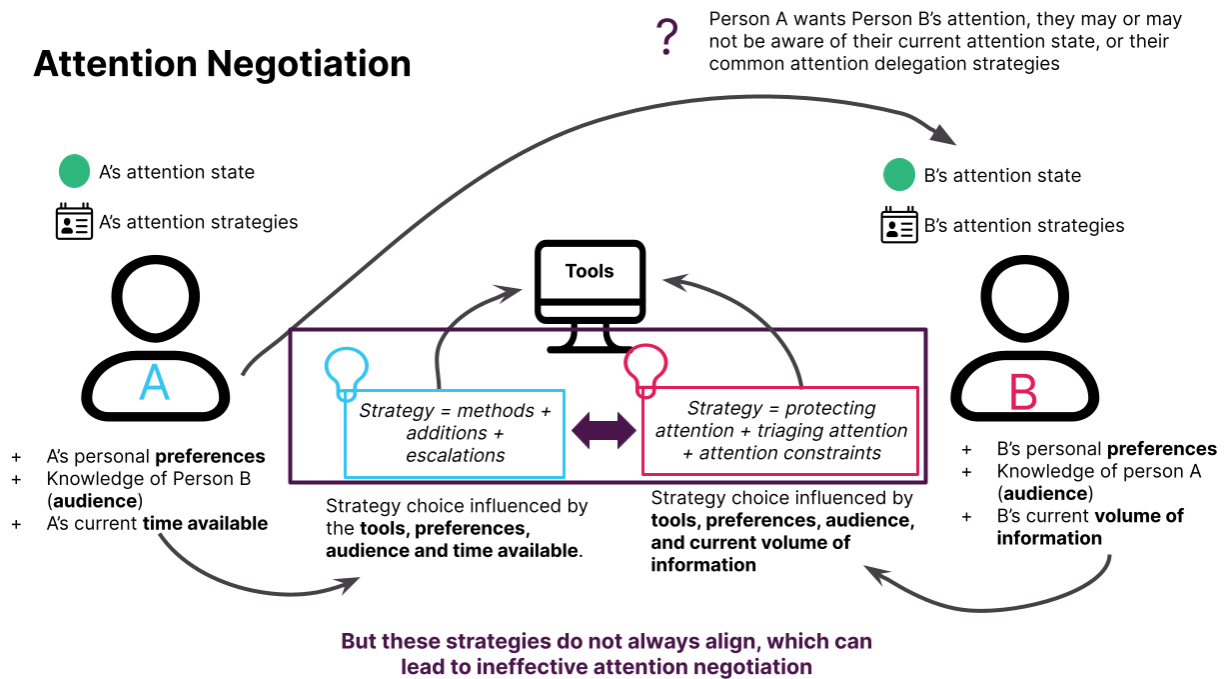 Attention Negotiation
?
Person A wants Person B's attention, they may or may
not be aware of their current attention state, or their
common attention delegation strategies
A's attention state
A's attention strategies
B's attention state
B's attention strategies
Tools
A
B
Strategy = methods +
additions +
escalations
Strategy = protecting
attention + triaging attention
+ attention constraints
+ A's personal preferences
+ Knowledge of Person B
(audience)
+ A's current time available
Strategy choice influenced by
the tools, preferences,
audience and time available.
Strategy choice influenced by
tools, preferences, audience,
and current volume of
information
+ B's personal preferences
+ Knowledge of person A
(audience)
+ B's current volume of
information
But these strategies do not always align, which can
lead to ineffective attention negotiation